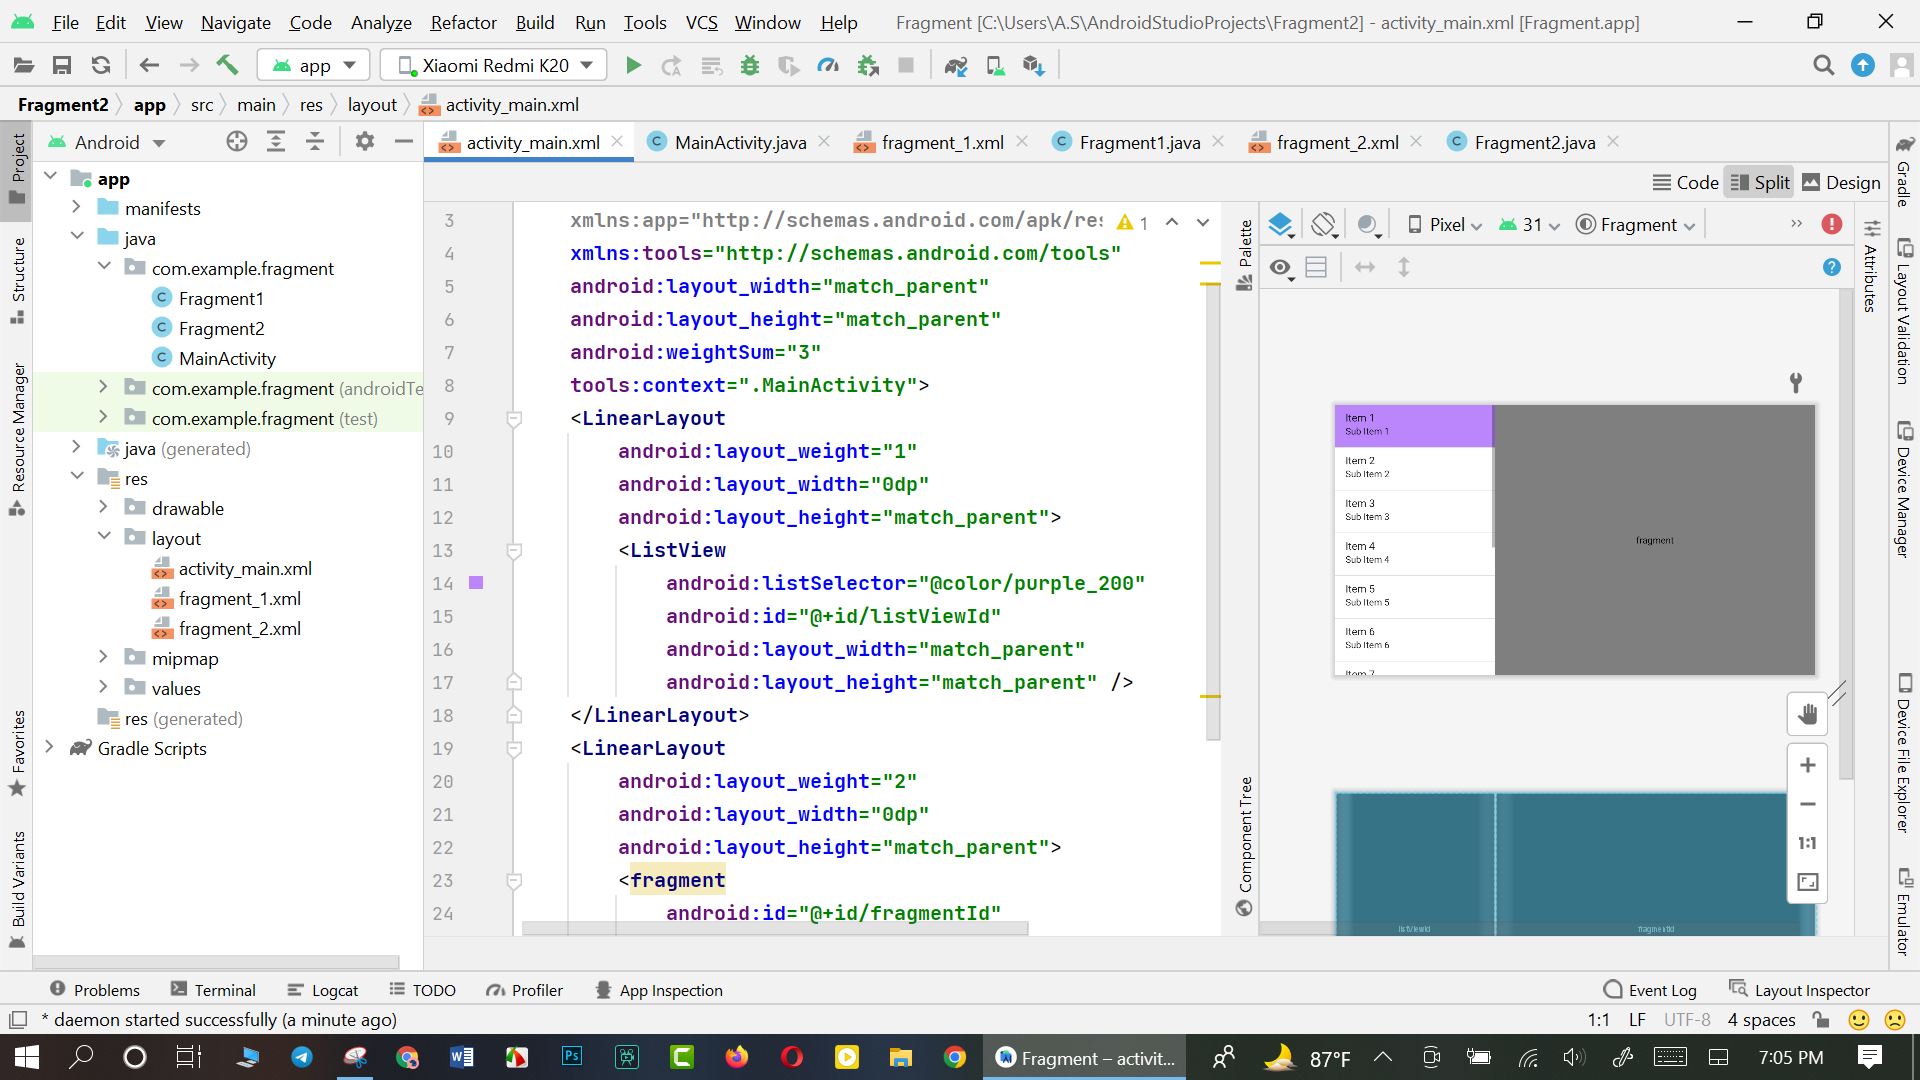 File Edit View Navigate Code Analyze Refactor Build Run Tools VCS Window Help Fragment [C:\Users\A.S\AndroidStudioProjects\Fragment2] - activity_main.xml [Fragment.app]
app Xiaomi Redmi K20
Fragment2 app src main res layout activity_main.xml
Android
activity_main.xml MainActivity.java fragment_1.xml Fragment1.java fragment_2.xml Fragment2.java
Code Split Design
Project
Structure
Resource Manager
Favorites
Build Variants
app
manifests
java
com.example.fragment
Fragment1
Fragment2
MainActivity
com.example.fragment (androidTe
com.example.fragment (test)
java (generated)
res
drawable
layout
activity_main.xml
fragment_1.xml
fragment_2.xml
mipmap
values
res (generated)
Gradle Scripts
3 xmlns:app="http://schemas.android.com/apk/res 1
4 xmlns:tools="http://schemas.android.com/tools"
5 android:layout_width="match_parent"
6 android:layout_height="match_parent"
7 android:weightSum="3"
8 tools:context=".MainActivity">
9 <LinearLayout
10 android:layout_weight="1"
11 android:layout_width="0dp"
12 android:layout_height="match_parent">
13 <ListView
14 android:listSelector="@color/purple_200"
15 android:id="@+id/listViewId"
16 android:layout_width="match_parent"
17 android:layout_height="match_parent" />
18 </LinearLayout>
19 <LinearLayout
20 android:layout_weight="2"
21 android:layout_width="0dp"
22 android:layout_height="match_parent">
23 <fragment
24 android:id="@+id/fragmentId"
Palette
Component Tree
Pixel 31 Fragment
Item 1
Sub Item 1
Item 2
Sub Item 2
Item 3
Sub Item 3
Item 4
Sub Item 4
Item 5
Sub Item 5
Item 6
Sub Item 6
Item 7
fragment
1:1
listViewId fragmentId
Attributes
Gradle
Layout Validation
Device Manager
Device File Explorer
Emulator
Problems Terminal Logcat TODO Profiler App Inspection Event Log Layout Inspector
* daemon started successfully (a minute ago) 1:1 LF UTF-8 4 spaces
Fragment – activit... 87°F 7:05 PM